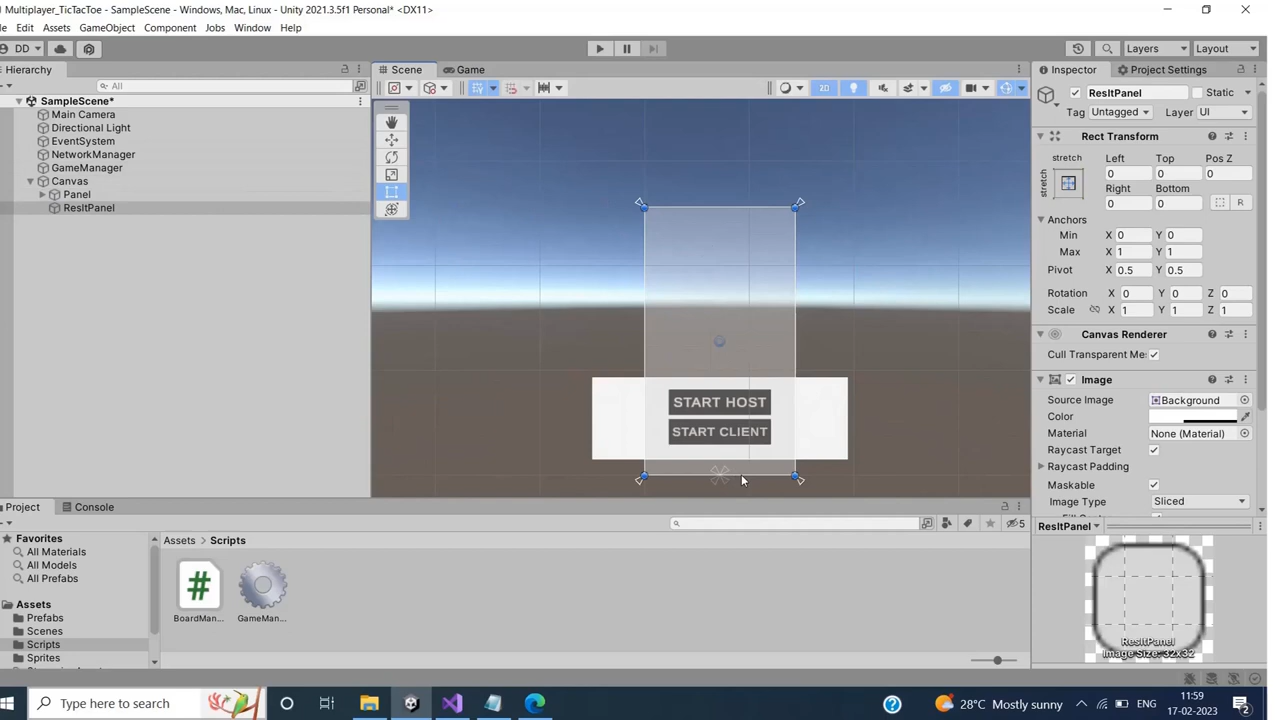 Multiplayer_TicTacToe - SampleScene - Windows, Mac, Linux - Unity 2021.3.5f1 Personal* <DX11>
Edit Assets GameObject Component Jobs Window Help
DD
Layers Layout
Hierarchy
All
SampleScene*
Main Camera
Directional Light
EventSystem
NetworkManager
GameManager
Canvas
Panel
ResltPanel
Scene Game
2D
START HOST
START CLIENT
Inspector Project Settings
ResltPanel Static
Tag Untagged Layer UI
Rect Transform
stretch Left Top Pos Z
stretch 0 0 0
Right Bottom
0 0 R
Anchors
Min X 0 Y 0
Max X 1 Y 1
Pivot X 0.5 Y 0.5
Rotation X 0 Y 0 Z 0
Scale X 1 Y 1 Z 1
Canvas Renderer
Cull Transparent Me:
Image
Source Image Background
Color
Material None (Material)
Raycast Target
Raycast Padding
Maskable
Image Type Sliced
ResltPanel
ResltPanel
Image Size: 32x32
Project Console
5
Favorites
All Materials
All Models
All Prefabs
Assets
Prefabs
Scenes
Scripts
Sprites
Assets > Scripts
#
BoardMan...
GameMan...
Type here to search
28°C Mostly sunny
ENG
11:59
17-02-2023
2